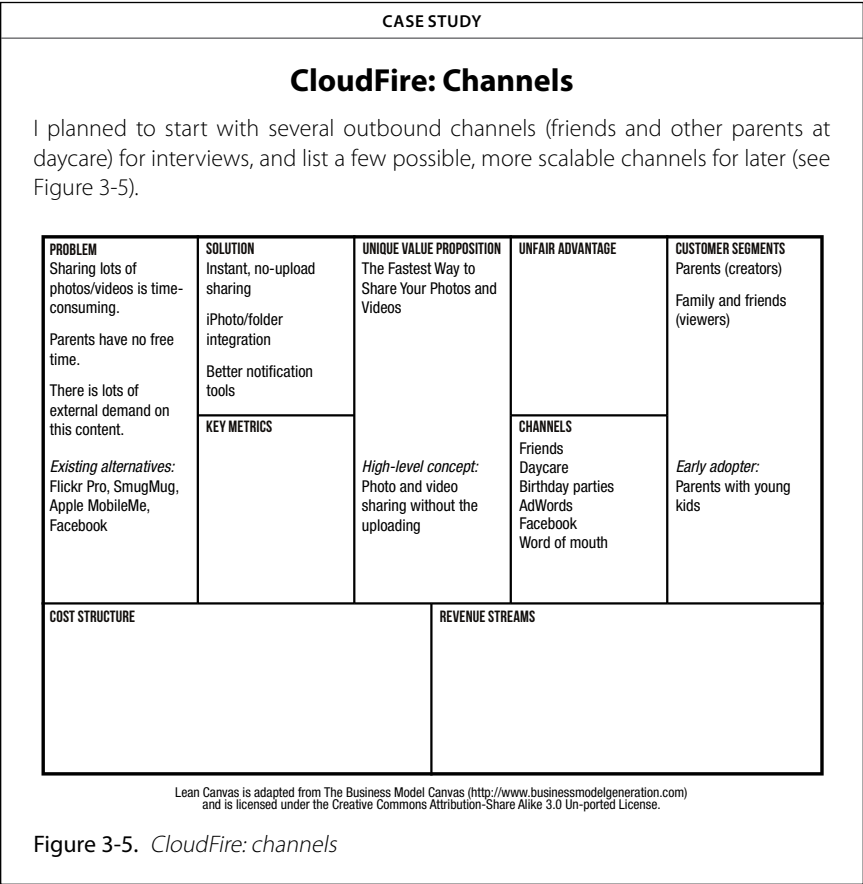 CASE STUDY
CloudFire: Channels
I planned to start with several outbound channels (friends and other parents at
daycare) for interviews, and list a few possible, more scalable channels for later (see
Figure 3-5).
PROBLEM
Sharing lots of
photos/videos is time-
consuming.
Parents have no free
time.
There is lots of
external demand on
this content.
Existing alternatives:
Flickr Pro, SmugMug,
Apple MobileMe,
Facebook
SOLUTION
Instant, no-upload
sharing
iPhoto/folder
integration
Better notification
tools
KEY METRICS
UNIQUE VALUE PROPOSITION
The Fastest Way to
Share Your Photos and
Videos
High-level concept:
Photo and video
sharing without the
uploading
UNFAIR ADVANTAGE
CHANNELS
Friends
Daycare
Birthday parties
AdWords
Facebook
Word of mouth
CUSTOMER SEGMENTS
Parents (creators)
Family and friends
(viewers)
Early adopter:
Parents with young
kids
COST STRUCTURE
REVENUE STREAMS
Lean Canvas is adapted from The Business Model Canvas (http://www.businessmodelgeneration.com)
and is licensed under the Creative Commons Attribution-Share Alike 3.0 Un-ported License.
Figure 3-5. CloudFire: channels